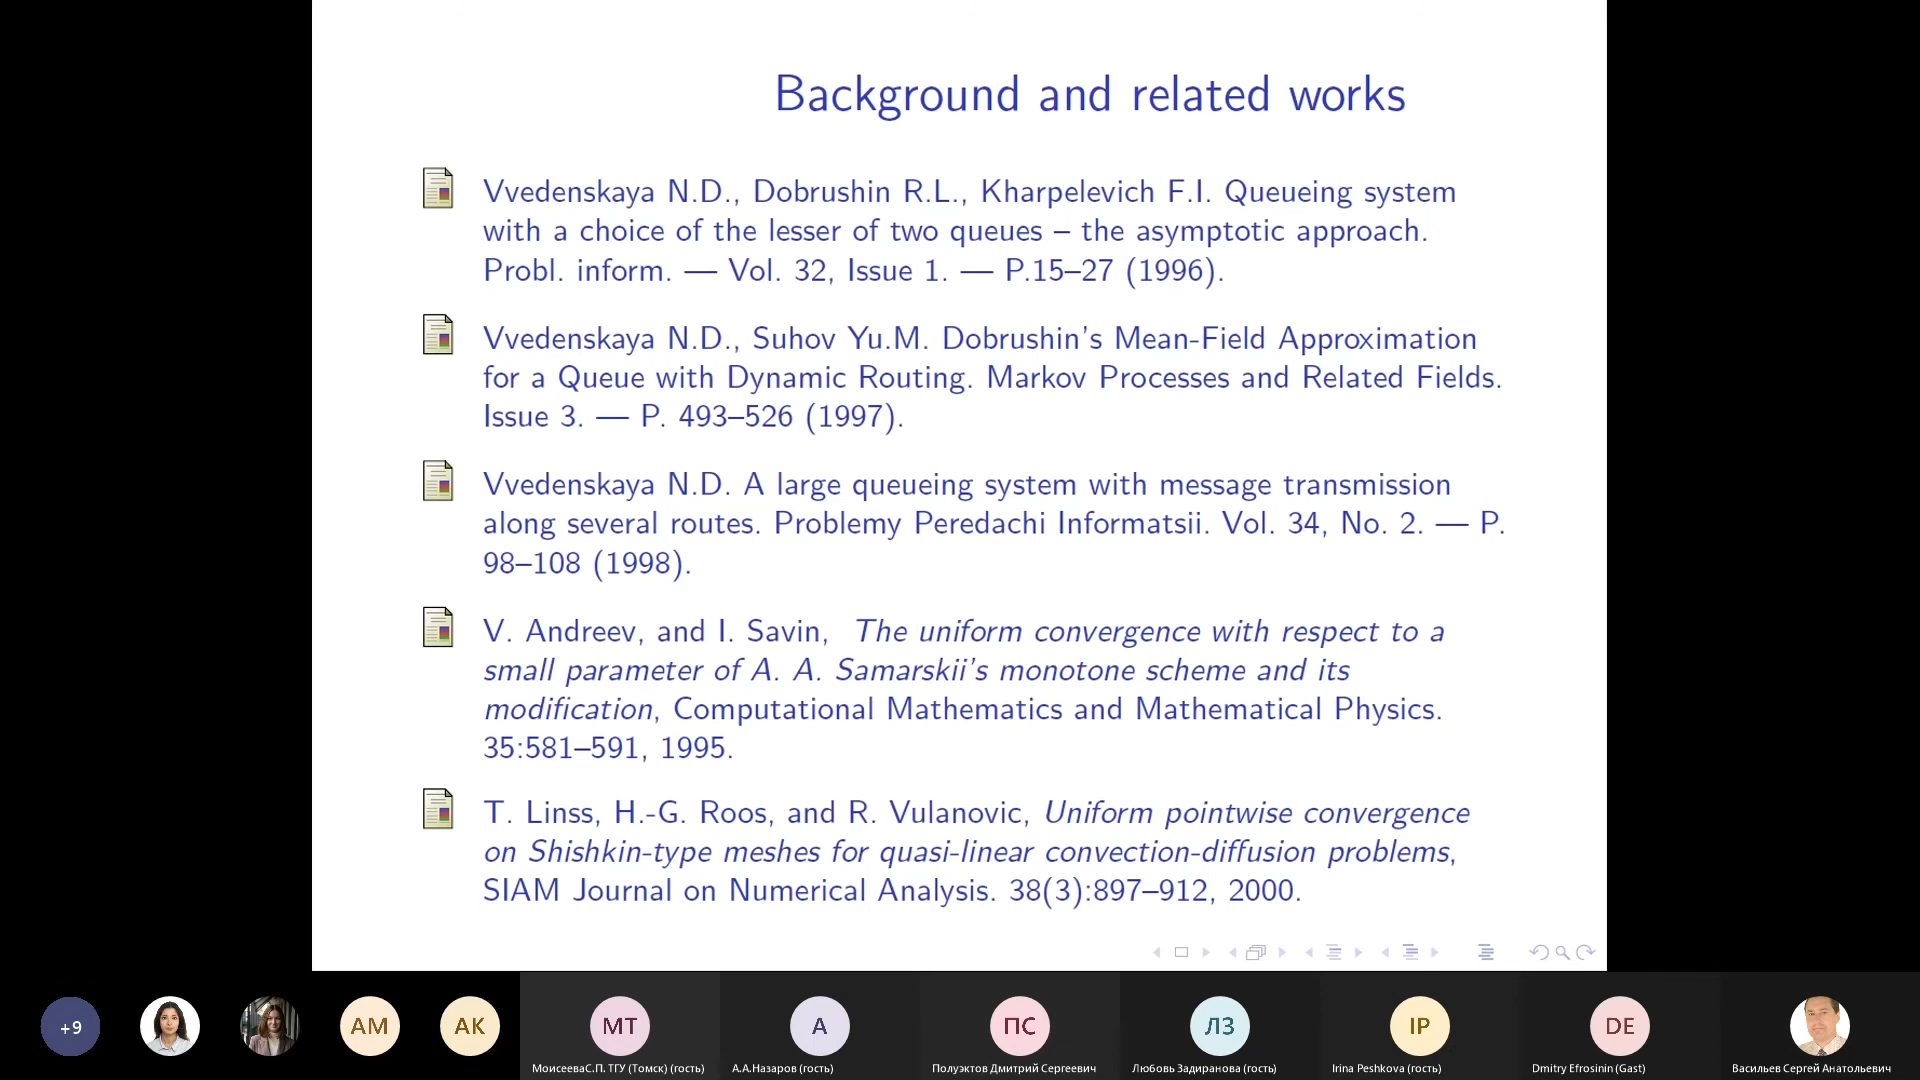 Background and related works
Vvedenskaya N.D., Dobrushin R.L., Kharpelevich F.I. Queueing system
with a choice of the lesser of two queues – the asymptotic approach.
Probl. inform. — Vol. 32, Issue 1. — P.15–27 (1996).
Vvedenskaya N.D., Suhov Yu.M. Dobrushin's Mean-Field Approximation
for a Queue with Dynamic Routing. Markov Processes and Related Fields.
Issue 3. — P. 493–526 (1997).
Vvedenskaya N.D. A large queueing system with message transmission
along several routes. Problemy Peredachi Informatsii. Vol. 34, No. 2. — P.
98–108 (1998).
V. Andreev, and I. Savin, The uniform convergence with respect to a
small parameter of A. A. Samarskii's monotone scheme and its
modification, Computational Mathematics and Mathematical Physics.
35:581–591, 1995.
T. Linss, H.-G. Roos, and R. Vulanovic, Uniform pointwise convergence
on Shishkin-type meshes for quasi-linear convection-diffusion problems,
SIAM Journal on Numerical Analysis. 38(3):897–912, 2000.
+9
АМ
АК
МТ
А
ПС
ЛЗ
IP
DE
МоисееваС.П. ТГУ (Томск) (гость)
А.А.Назаров (гость)
Полуэктов Дмитрий Сергеевич
Любовь Задиранова (гость)
Irina Peshkova (гость)
Dmitry Efrosinin (Gast)
Васильев Сергей Анатольевич